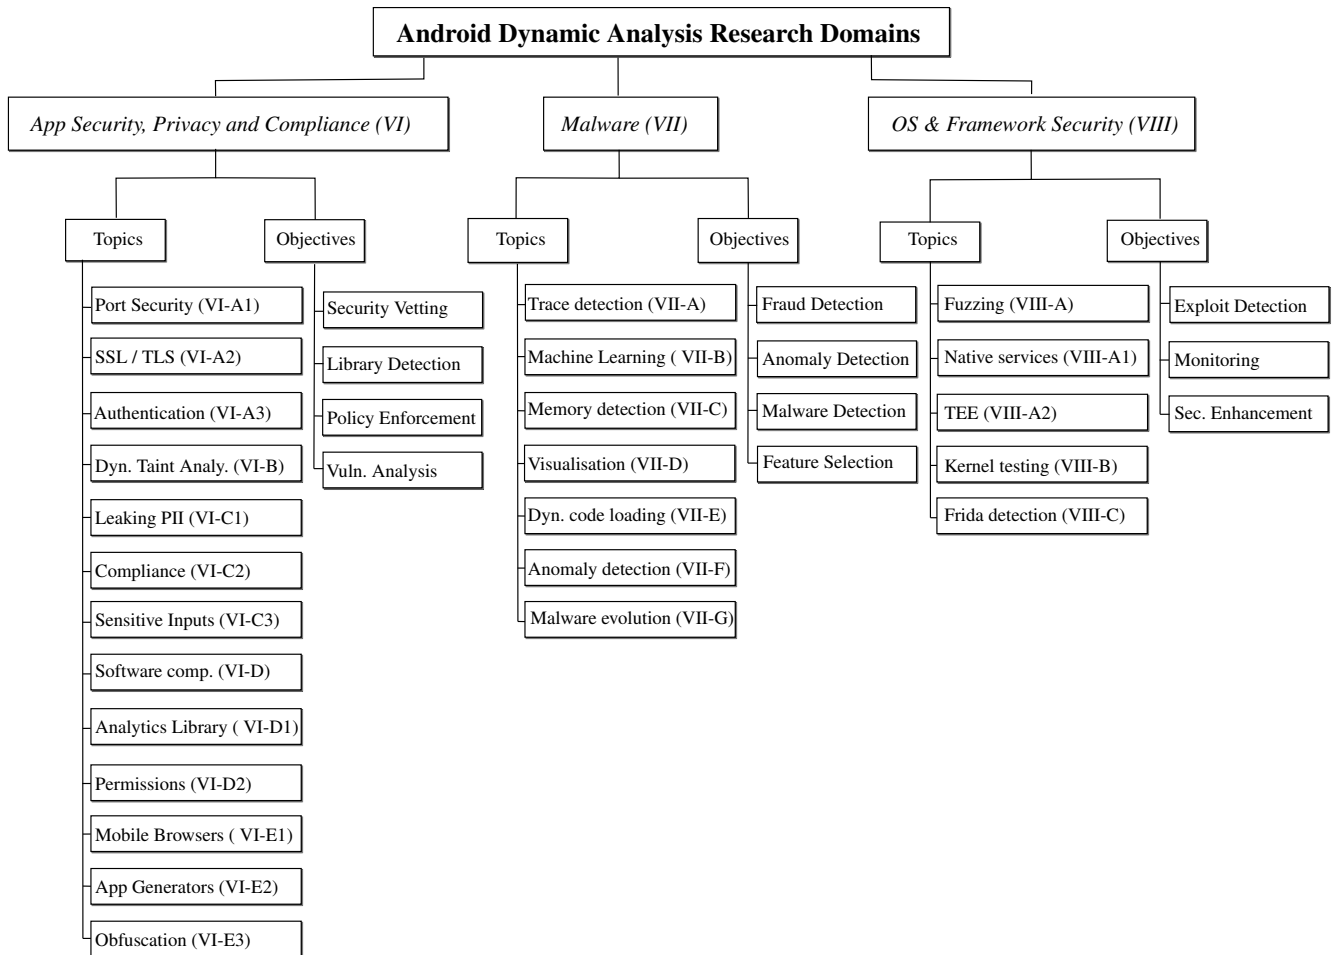 Android Dynamic Analysis Research Domains
App Security, Privacy and Compliance (VI)
Malware (VII)
OS & Framework Security (VIII)
Topics
Objectives
Topics
Objectives
Topics
Objectives
Port Security (VI-A1)
SSL / TLS (VI-A2)
Authentication (VI-A3)
Dyn. Taint Analy. (VI-B)
Leaking PII (VI-C1)
Compliance (VI-C2)
Sensitive Inputs (VI-C3)
Software comp. (VI-D)
Analytics Library ( VI-D1)
Permissions (VI-D2)
Mobile Browsers ( VI-E1)
App Generators (VI-E2)
Obfuscation (VI-E3)
Security Vetting
Library Detection
Policy Enforcement
Vuln. Analysis
Trace detection (VII-A)
Machine Learning ( VII-B)
Memory detection (VII-C)
Visualisation (VII-D)
Dyn. code loading (VII-E)
Anomaly detection (VII-F)
Malware evolution (VII-G)
Fraud Detection
Anomaly Detection
Malware Detection
Feature Selection
Fuzzing (VIII-A)
Native services (VIII-A1)
TEE (VIII-A2)
Kernel testing (VIII-B)
Frida detection (VIII-C)
Exploit Detection
Monitoring
Sec. Enhancement